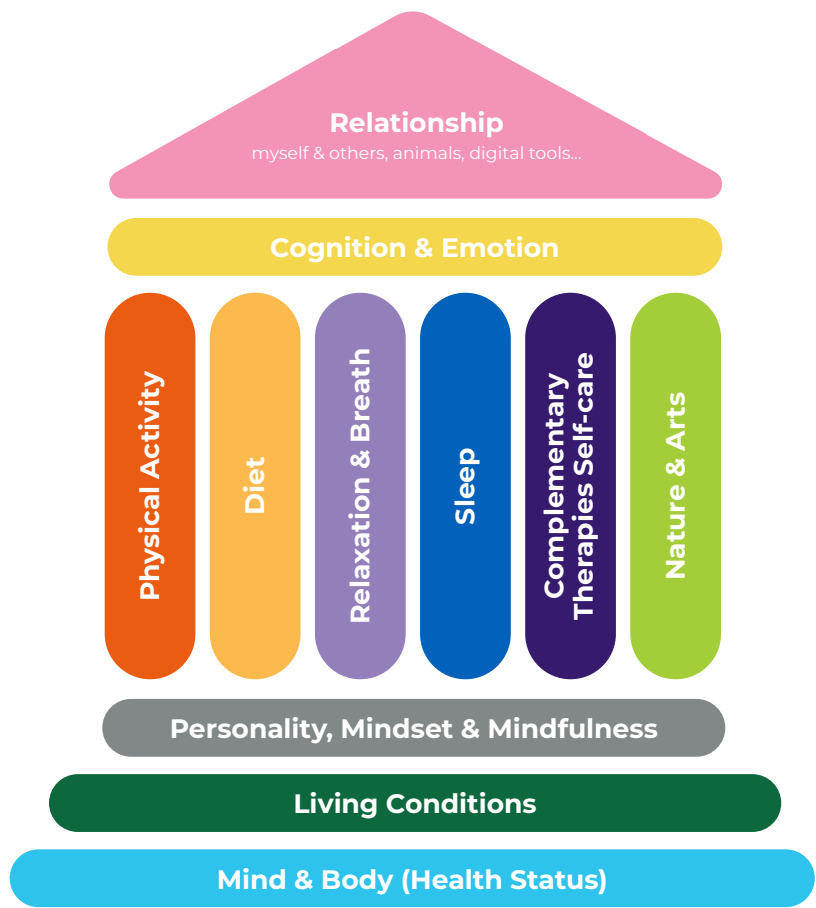 Relationship
myself & others, animals, digital tools...
Cognition & Emotion
Physical Activity
Diet
Relaxation & Breath
Sleep
Complementary
Therapies Self-care
Nature & Arts
Personality, Mindset & Mindfulness
Living Conditions
Mind & Body (Health Status)